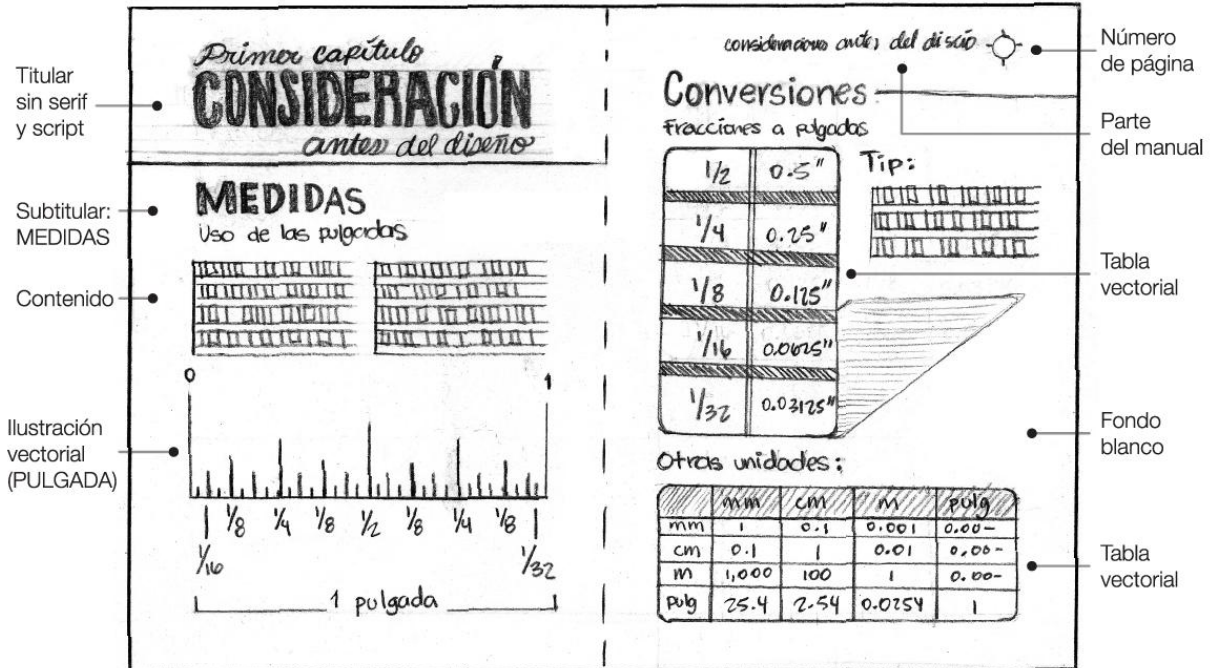 Titular
sin serif
y script
Subtitular:
MEDIDAS
Contenido
Ilustración
vectorial
(PULGADA)
Primer capítulo
CONSIDERACIÓN
antes del diseño
MEDIDAS
Uso de las pulgadas
0 1
1/8 1/4 1/8 1/2 1/8 1/4 1/8
1/16 1/32
1 pulgada
consideraciones antes del diseño
Conversiones
Fracciones a pulgadas
1/2 0.5"
1/4 0.25"
1/8 0.125"
1/16 0.0625"
1/32 0.03125"
Tip:
Otras unidades:
mm cm m pulg
mm 1 0.1 0.001 0.00-
cm 0.1 1 0.01 0.00-
m 1,000 100 1 0.00-
pulg 25.4 2.54 0.0254 1
Número
de página
Parte
del manual
Tabla
vectorial
Fondo
blanco
Tabla
vectorial